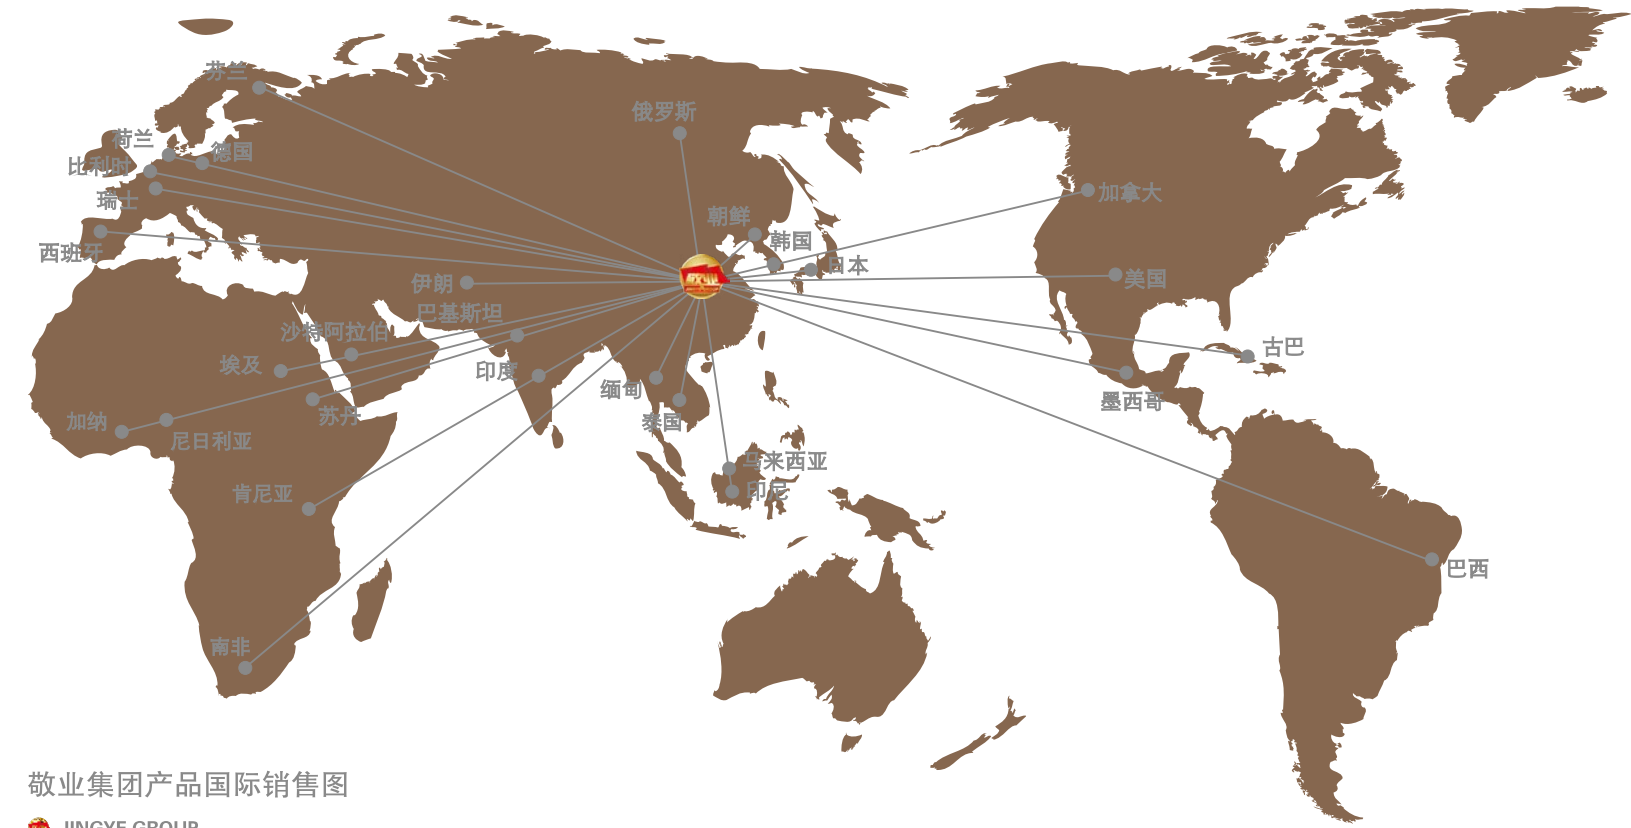 芬兰
俄罗斯
荷兰
德国
比利时
瑞士
加拿大
朝鲜
韩国
西班牙
日本
伊朗
美国
敬业
巴基斯坦
沙特阿拉伯
古巴
埃及
印度
缅甸
墨西哥
苏丹
加纳
泰国
尼日利亚
马来西亚
肯尼亚
印尼
巴西
南非
敬业集团产品国际销售图
JINGYE GROUP